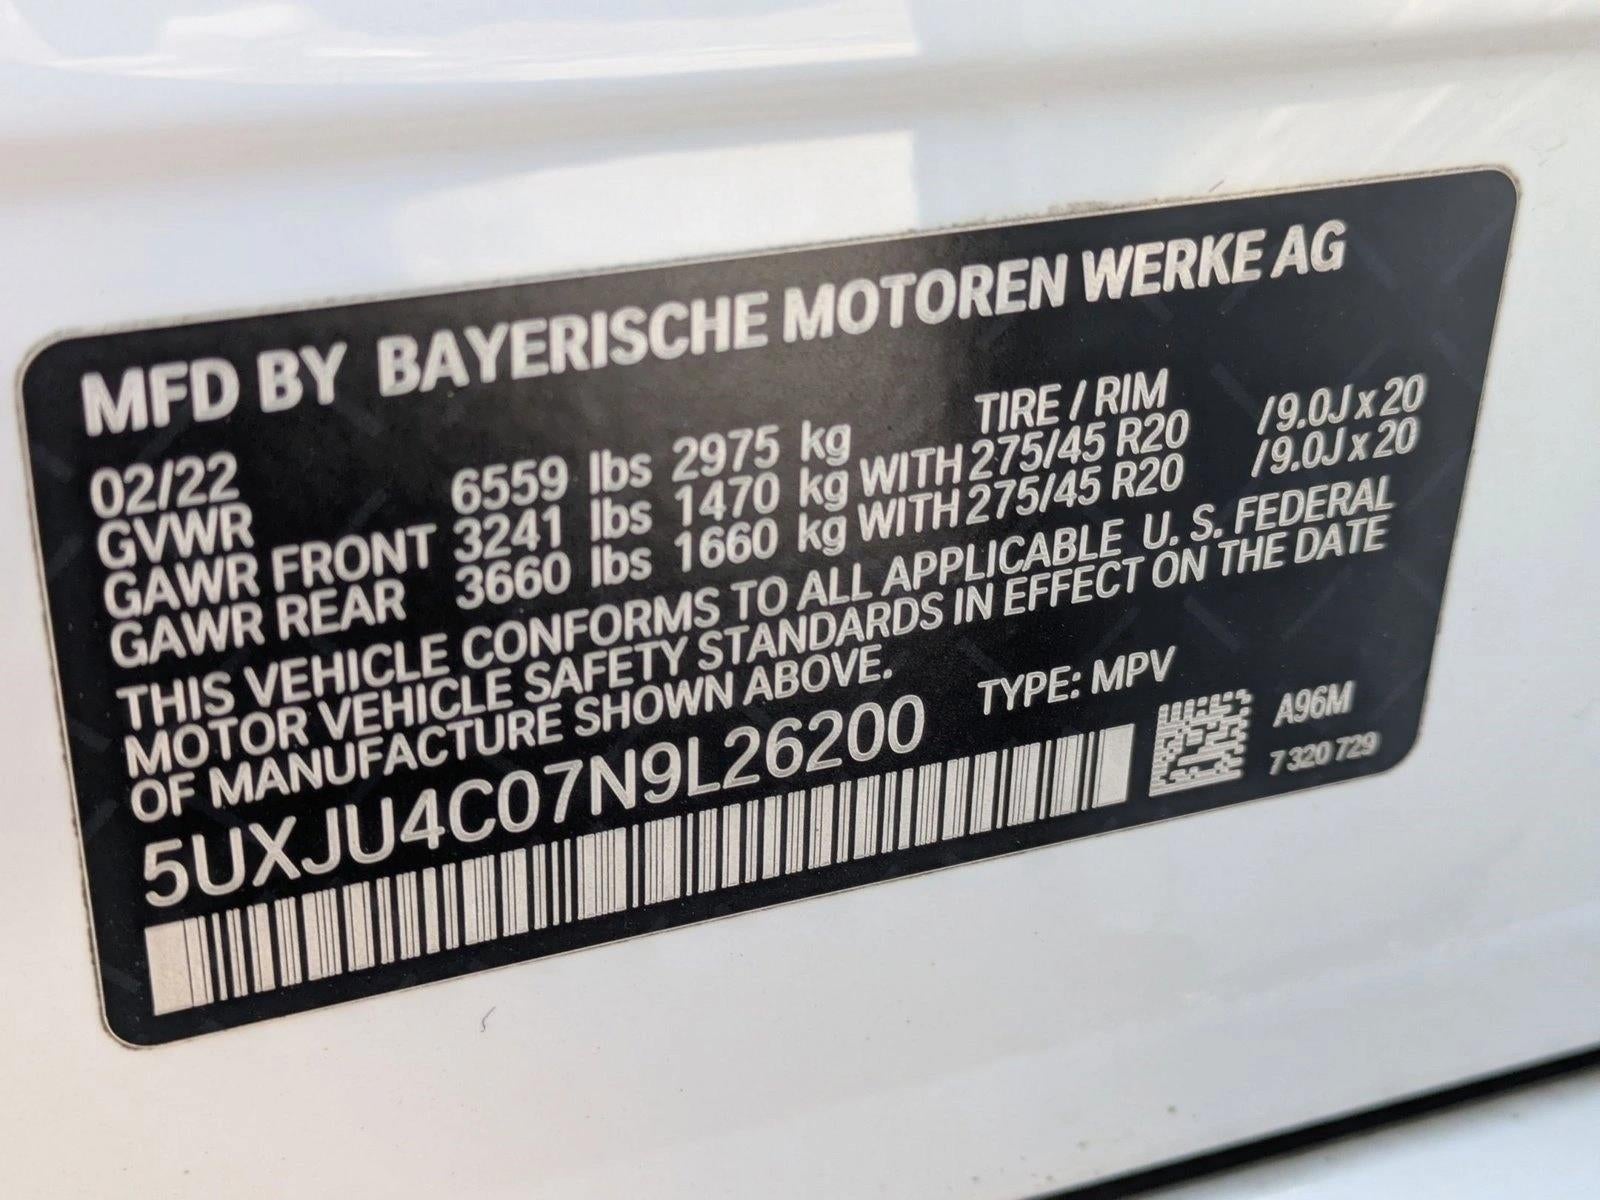 MFD BY BAYERISCHE MOTOREN WERKE AG
02/22 TIRE / RIM
GVWR 6559 lbs 2975 kg
GAWR FRONT 3241 lbs 1470 kg WITH 275/45 R20 /9.0J x 20
GAWR REAR 3660 lbs 1660 kg WITH 275/45 R20 /9.0J x 20
THIS VEHICLE CONFORMS TO ALL APPLICABLE U. S. FEDERAL
MOTOR VEHICLE SAFETY STANDARDS IN EFFECT ON THE DATE
OF MANUFACTURE SHOWN ABOVE.
5UXJU4C07N9L26200 TYPE: MPV
A96M
7 320 729